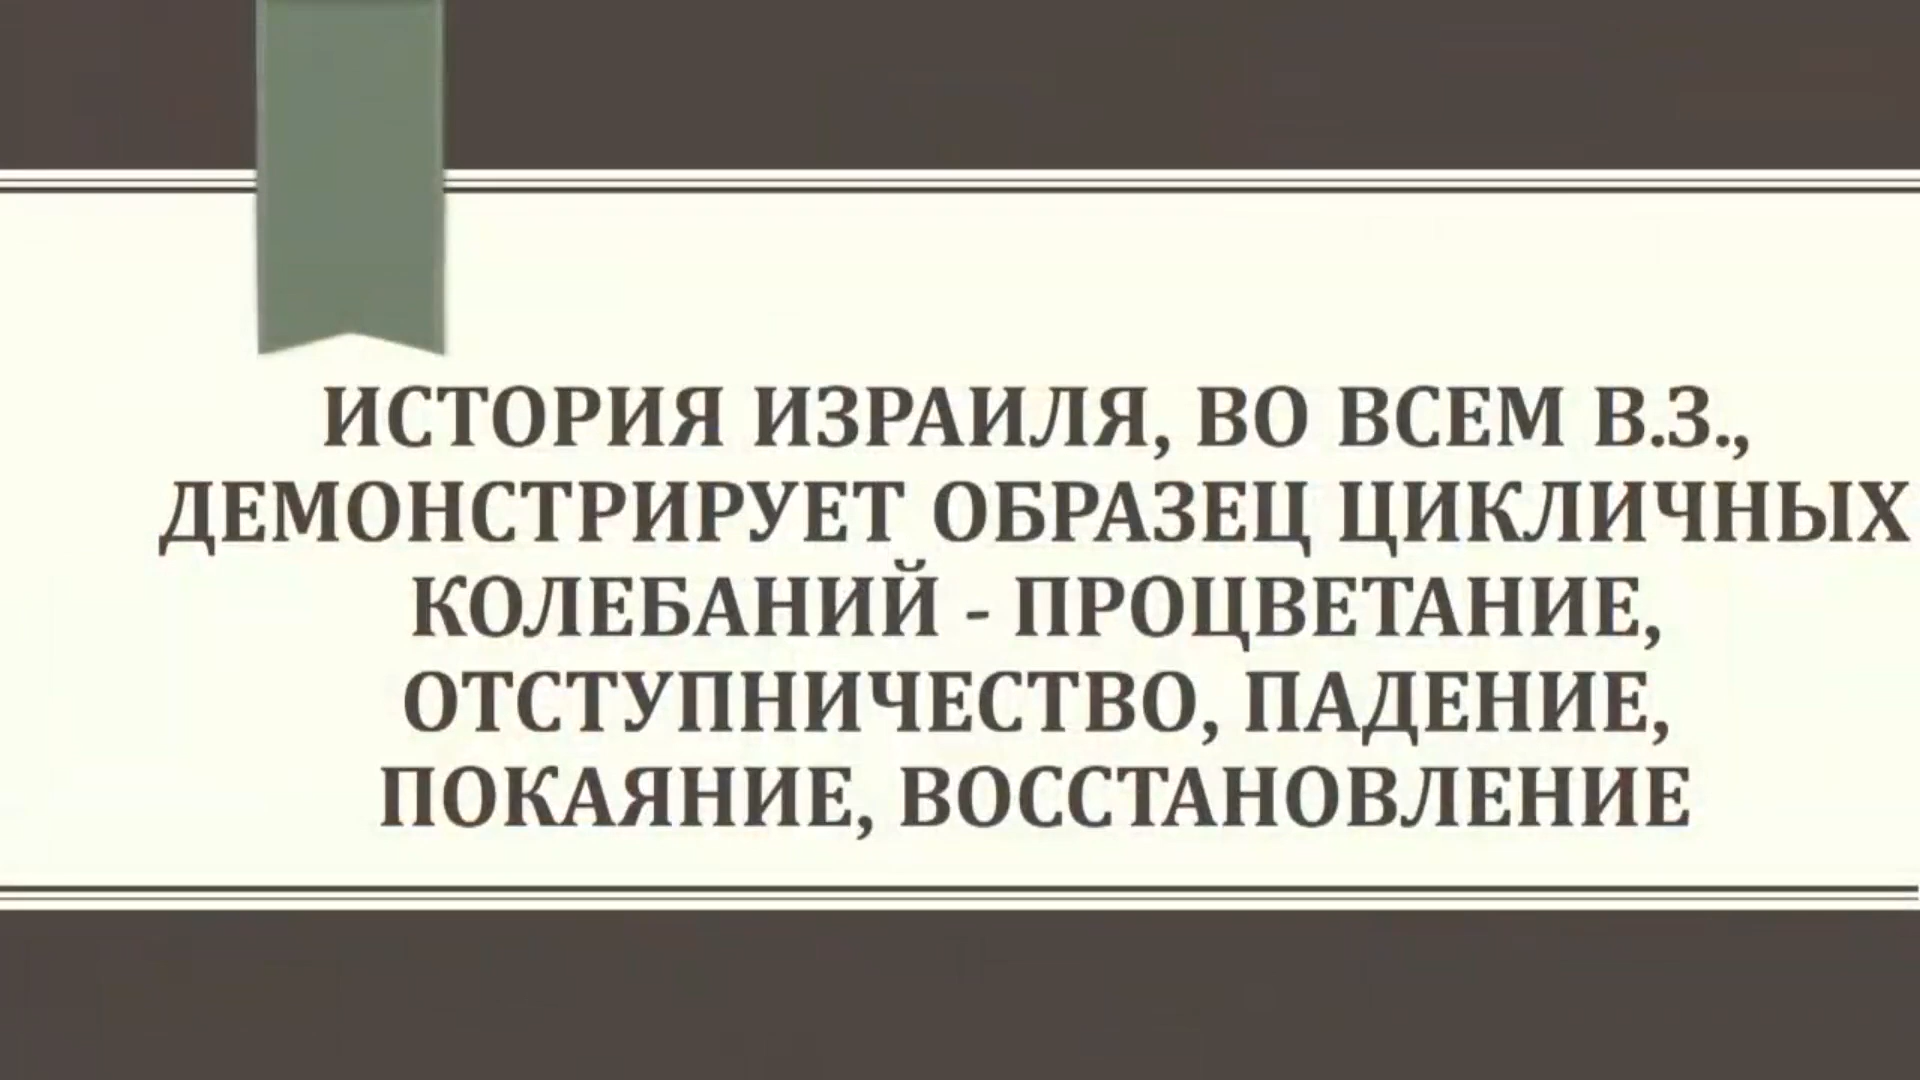 ИСТОРИЯ ИЗРАИЛЯ, ВО ВСЕМ В.З.,
ДЕМОНСТРИРУЕТ ОБРАЗЕЦ ЦИКЛИЧНЫХ
КОЛЕБАНИЙ - ПРОЦВЕТАНИЕ,
ОТСТУПНИЧЕСТВО, ПАДЕНИЕ,
ПОКАЯНИЕ, ВОССТАНОВЛЕНИЕ